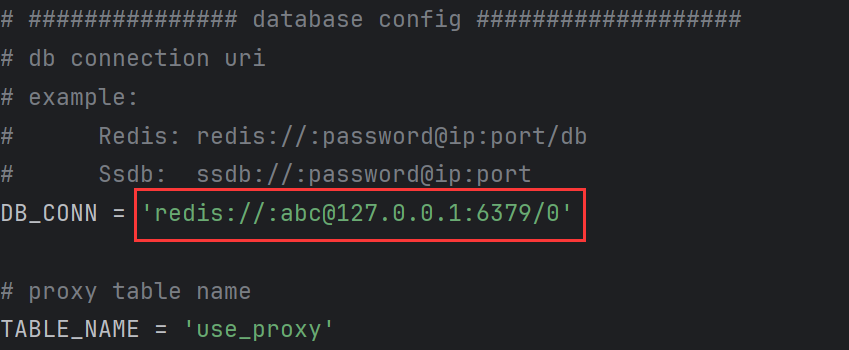 # ############### database config ###################
# db connection uri
# example:
#      Redis: redis://:password@ip:port/db
#      Ssdb:  ssdb://:password@ip:port
DB_CONN = 'redis://:abc@127.0.0.1:6379/0'
# proxy table name
TABLE_NAME = 'use_proxy'